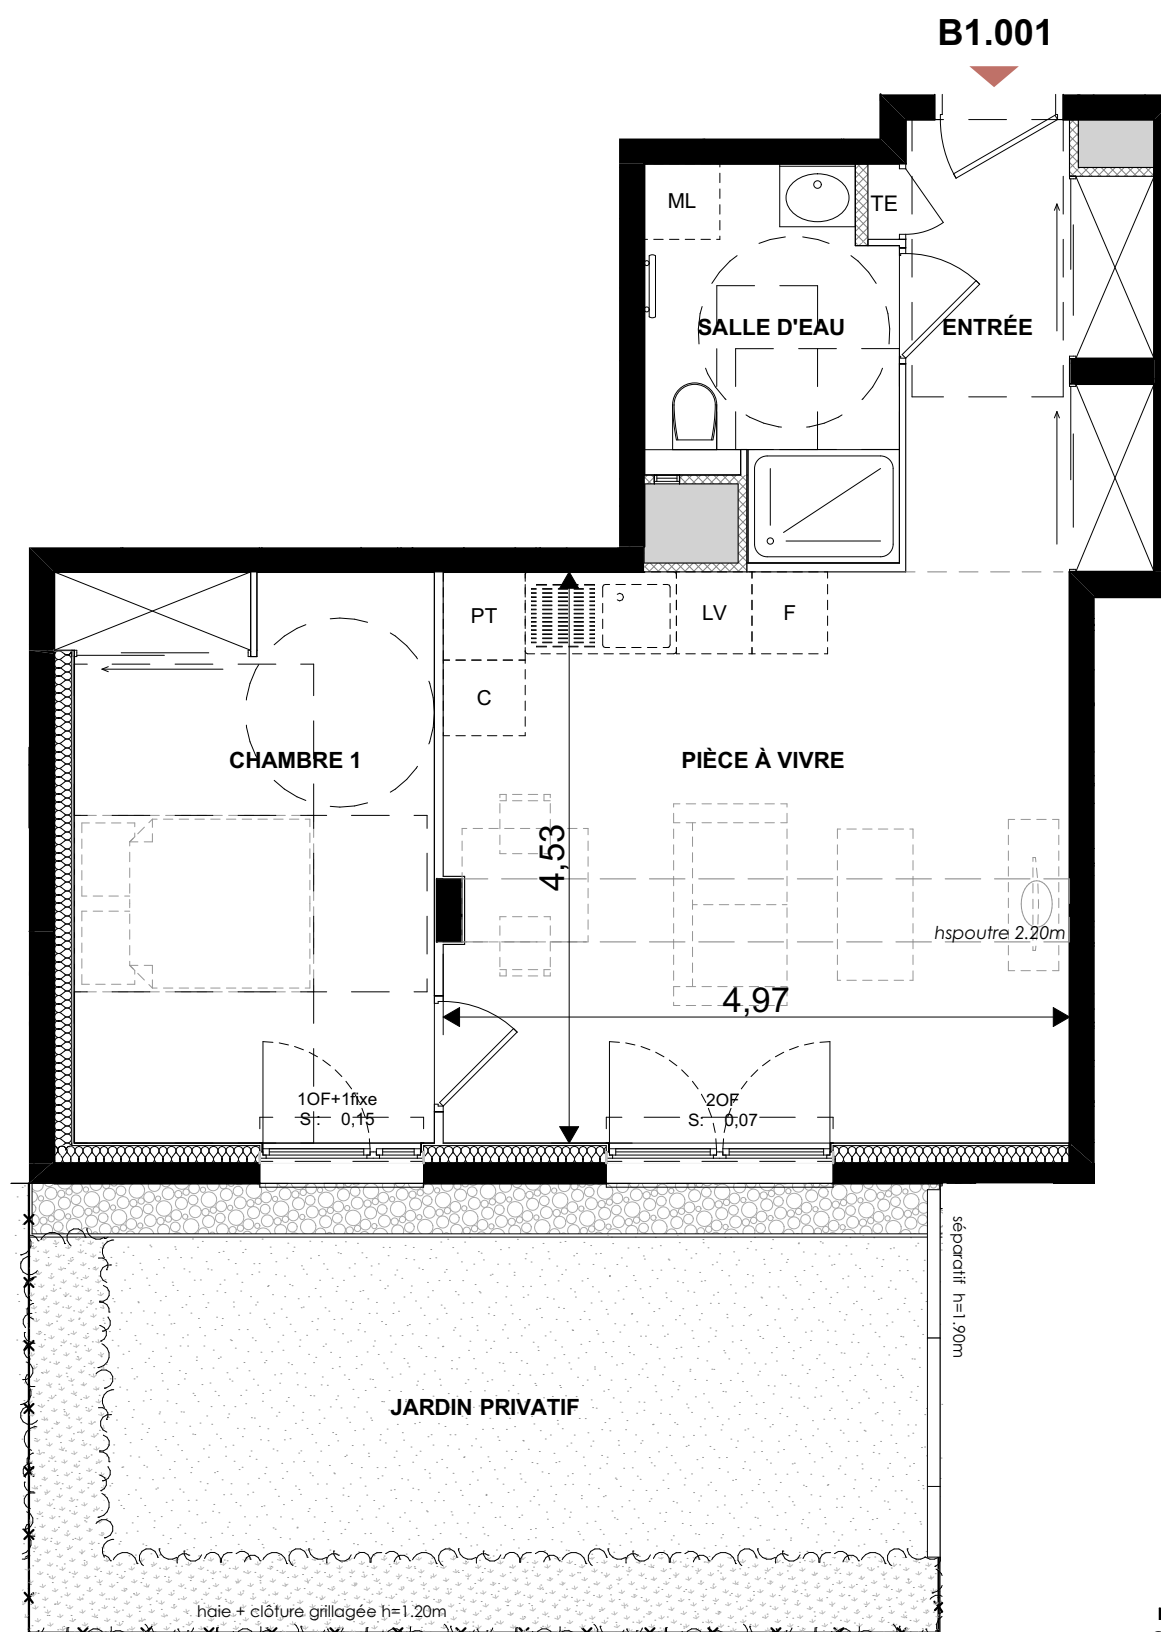 B1.001
ML
TE
SALLE D'EAU
ENTRÉE
PT
LV
F
C
CHAMBRE 1
PIÈCE À VIVRE
4,53
hspoutre 2.20m
4,97
1OF+1fixe
S : 0,15
2OF
S: 0,07
séparatif h=1.90m
JARDIN PRIVATIF
haie + clôture grillagée h=1.20m